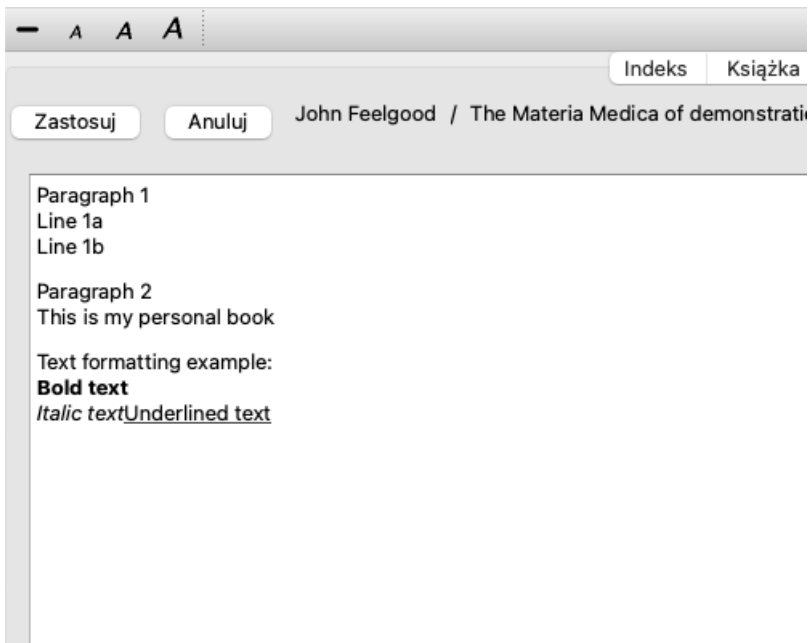 A A A
Indeks Książka
Zastosuj Anuluj John Feelgood / The Materia Medica of
Paragraph 1
Line 1a
Line 1b
Paragraph 2
This is my personal book
Text formatting example:
Bold text
Italic textUnderlined text